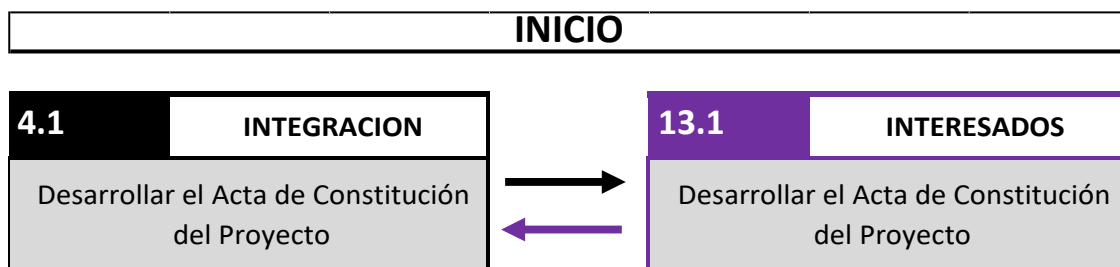 INICIO
4.1 INTEGRACION
Desarrollar el Acta de Constitución
del Proyecto
13.1 INTERESADOS
Desarrollar el Acta de Constitución
del Proyecto